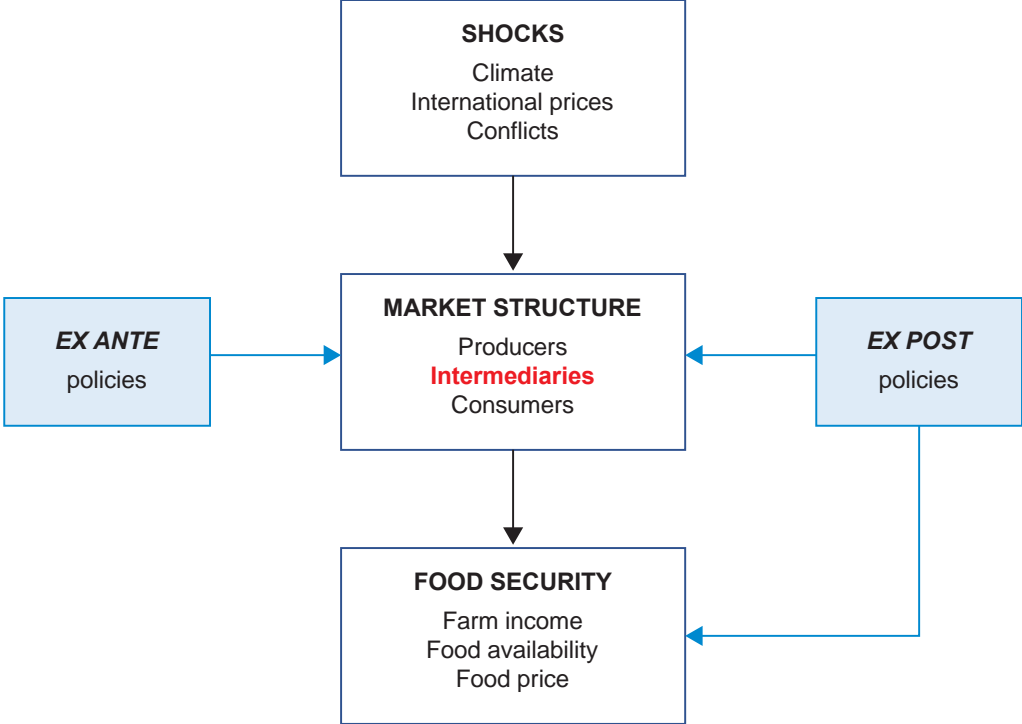 SHOCKS
Climate
International prices
Conflicts
MARKET STRUCTURE
Producers
Intermediaries
Consumers
EX ANTE
policies
EX POST
policies
FOOD SECURITY
Farm income
Food availability
Food price